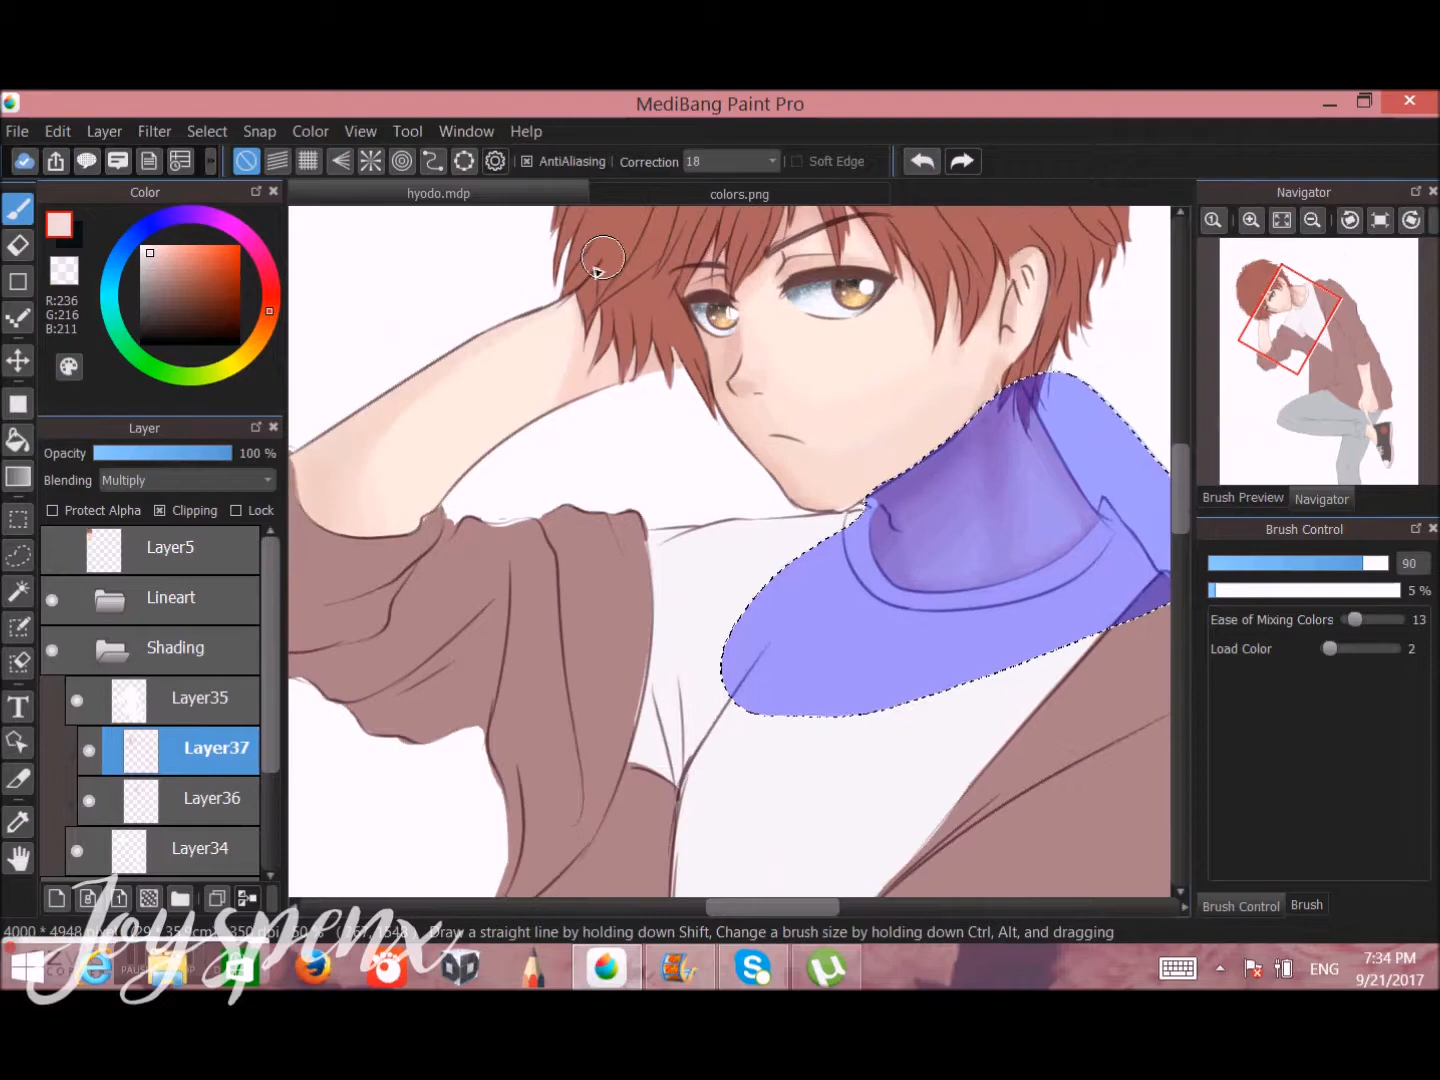 MediBang Paint Pro
File Edit Layer Filter Select Snap Color View Tool Window Help
AntiAliasing Correction 18 Soft Edge
Color
hyodo.mdp
colors.png
Navigator
R:236
G:216
B:211
Layer
Opacity 100 %
Blending Multiply
Protect Alpha Clipping Lock
Layer5
Lineart
Shading
Layer35
Layer37
Layer36
Layer34
Brush Preview Navigator
Brush Control
90
5 %
Ease of Mixing Colors 13
Load Color 2
Brush Control Brush
Draw a straight line by holding down Shift, Change a brush size by holding down Ctrl, Alt, and dragging
Joyspenx
ENG
7:34 PM
9/21/2017